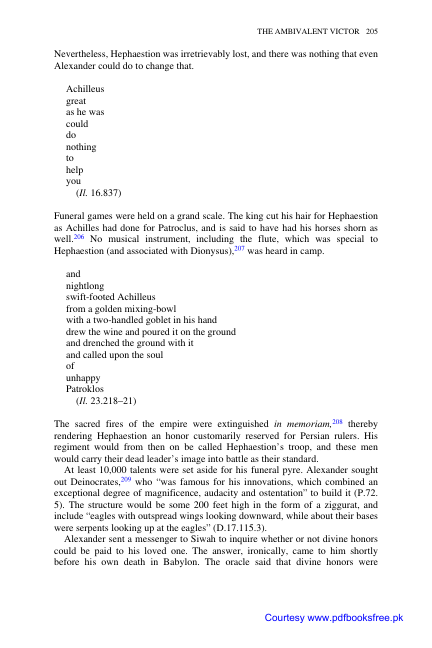 THE AMBIVALENT VICTOR 205
Nevertheless, Hephaestion was irretrievably lost, and there was nothing that even
Alexander could do to change that.
Achilleus
great
as he was
could
do
nothing
to
help
you
(Il. 16.837)
Funeral games were held on a grand scale. The king cut his hair for Hephaestion
as Achilles had done for Patroclus, and is said to have had his horses shorn as
well.206 No musical instrument, including the flute, which was special to
Hephaestion (and associated with Dionysus),207 was heard in camp.
and
nightlong
swift-footed Achilleus
from a golden mixing-bowl
with a two-handled goblet in his hand
drew the wine and poured it on the ground
and drenched the ground with it
and called upon the soul
of
unhappy
Patroklos
(Il. 23.218–21)
The sacred fires of the empire were extinguished in memoriam,208 thereby
rendering Hephaestion an honor customarily reserved for Persian rulers. His
regiment would from then on be called Hephaestion's troop, and these men
would carry their dead leader's image into battle as their standard.
At least 10,000 talents were set aside for his funeral pyre. Alexander sought
out Deinocrates,209 who “was famous for his innovations, which combined an
exceptional degree of magnificence, audacity and ostentation” to build it (P.72.
5). The structure would be some 200 feet high in the form of a ziggurat, and
include “eagles with outspread wings looking downward, while about their bases
were serpents looking up at the eagles” (D.17.115.3).
Alexander sent a messenger to Siwah to inquire whether or not divine honors
could be paid to his loved one. The answer, ironically, came to him shortly
before his own death in Babylon. The oracle said that divine honors were
Courtesy www.pdfbooksfree.pk